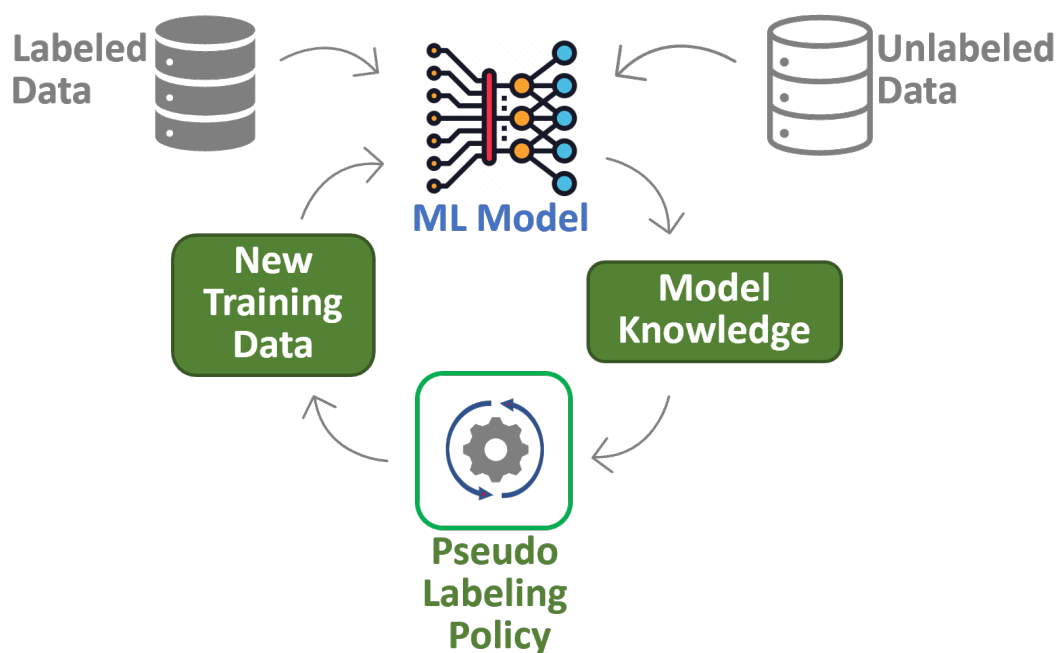 Labeled
Data
Unlabeled
Data
ML Model
New
Training
Data
Model
Knowledge
Pseudo
Labeling
Policy